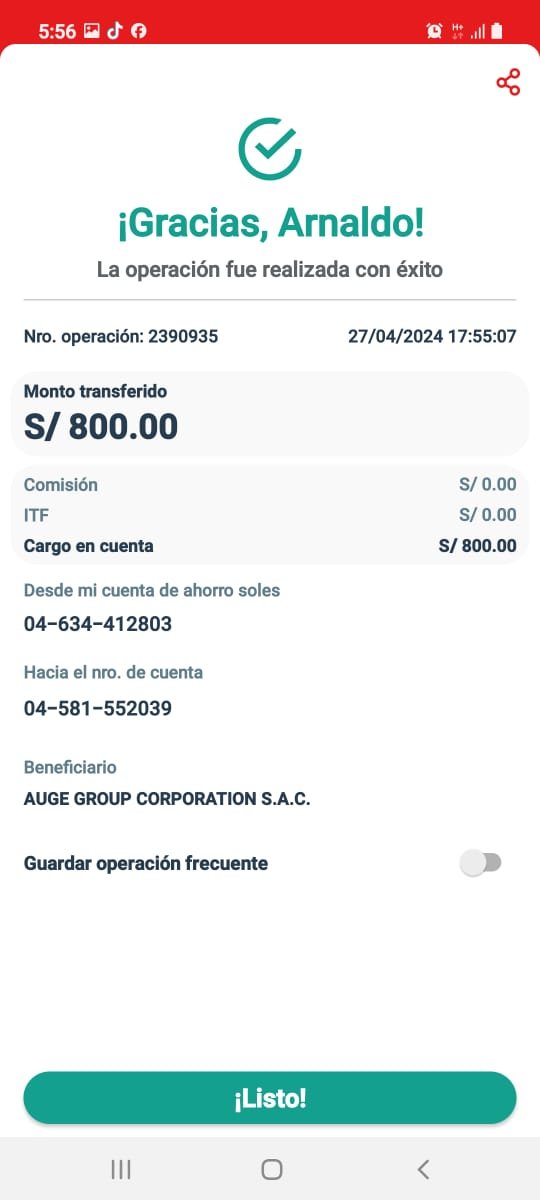 5:56
¡Gracias, Arnaldo!
La operación fue realizada con éxito
Nro. operación: 2390935 27/04/2024 17:55:07
Monto transferido
S/ 800.00
Comisión S/ 0.00
ITF S/ 0.00
Cargo en cuenta S/ 800.00
Desde mi cuenta de ahorro soles
04-634-412803
Hacia el nro. de cuenta
04-581-552039
Beneficiario
AUGE GROUP CORPORATION S.A.C.
Guardar operación frecuente
¡Listo!